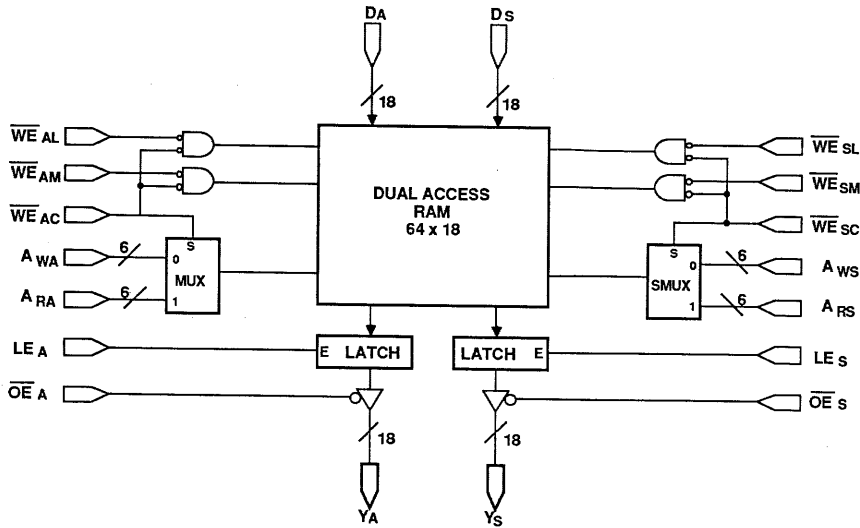 DA DS
18 18
WE AL WE SL
WE AM DUAL ACCESS WE SM
RAM
WE AC 64 x 18 WE SC
S S
A WA 6 0 0 6 A WS
MUX SMUX
A RA 6 1 1 6 A RS
LE A E LATCH LATCH E LE S
OE A OE S
18 18
YA YS